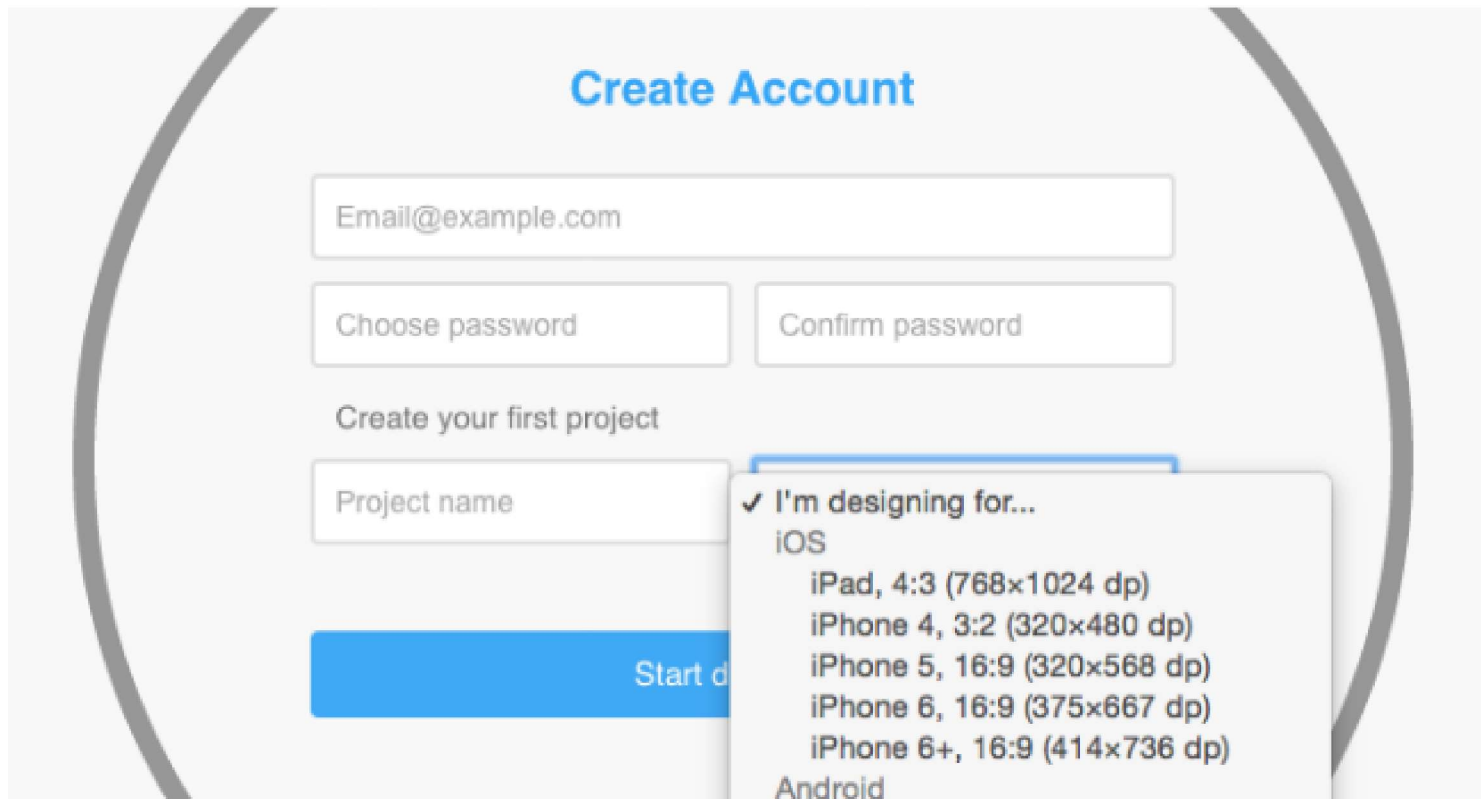 Create Account
Email@example.com
Choose password
Confirm password
Create your first project
Project name
✓ I'm designing for...
iOS
iPad, 4:3 (768×1024 dp)
iPhone 4, 3:2 (320×480 dp)
iPhone 5, 16:9 (320×568 dp)
iPhone 6, 16:9 (375×667 dp)
iPhone 6+, 16:9 (414×736 dp)
Android
Start d